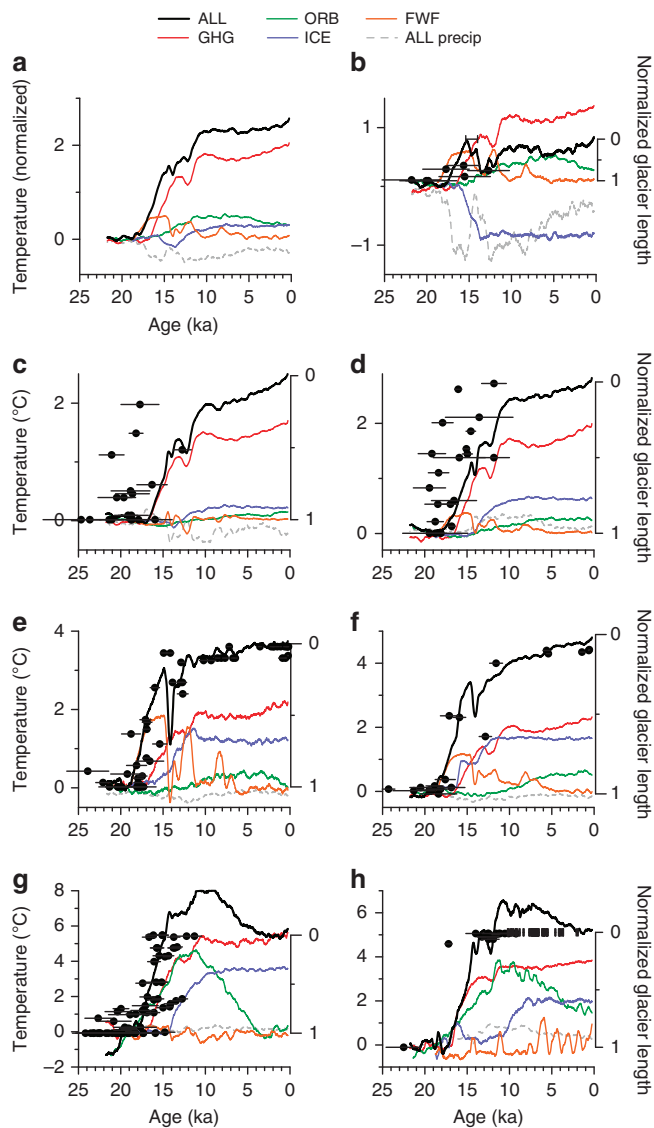 ALL ORB FWF
GHG ICE ALL precip
a b
Temperature (normalized)
2
0
25 20 15 10 5 0
Age (ka)
1
−1
25 20 15 10 5 0
0
1
Normalized glacier length
c d
Temperature (°C)
2
0
25 20 15 10 5 0
0
1
2
0
25 20 15 10 5 0
0
1
Normalized glacier length
e f
Temperature (°C)
4
2
0
25 20 15 10 5 0
0
1
4
2
0
25 20 15 10 5 0
0
1
Normalized glacier length
g h
Temperature (°C)
8
6
4
2
0
−2
25 20 15 10 5 0
Age (ka)
0
1
6
4
2
0
25 20 15 10 5 0
Age (ka)
0
1
Normalized glacier length